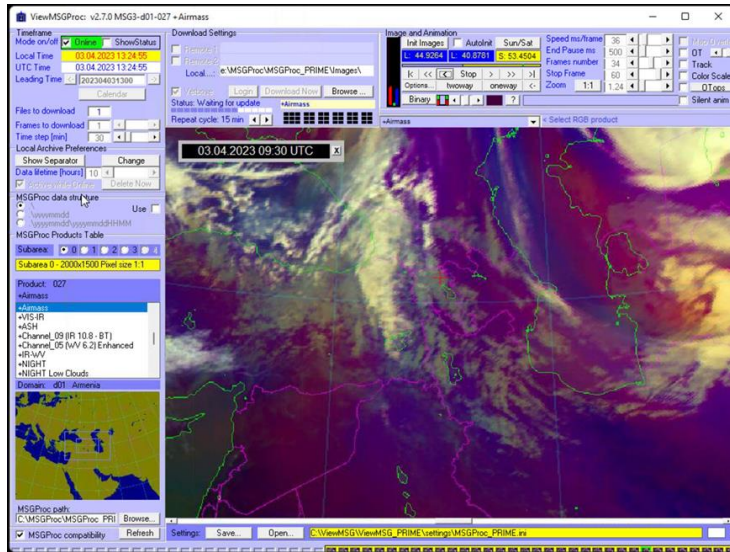 ViewMSGProc: v2.7.0 MSG3-d01-027 +Airmass
Timeframe
Mode on/off Online ShowStatus
Local Time 03.04.2023 13:24:55
UTC Time 03.04.2023 13:24:55
Leading Time 202304031300
Calendar
Files to download 1
Frames to download 1
Time step [min] 30
Local Archive Preferences
Show Separator Change
Data lifetime [hours] 10
Active while Online Delete Now
MSGProc data structure
\
\yyyymmdd
\yyyymmdd\yyyymmddHHMM
Use
MSGProc Products Table
Subarea: 0 1 2 3 4
Subarea 0 - 2000x1500 Pixel size 1:1
Product: 027
+Airmass
+Airmass
+VIS-IR
+ASH
+Channel_09 (IR 10.8 - BT)
+Channel_05 (WV 6.2) Enhanced
+IR-WV
+NIGHT
+NIGHT Low Clouds
Domain: d01 Armenia
MSGProc path:
C:\MSGProc\MSGProc_PRI Browse...
MSGProc compatibility Refresh
Download Settings
Remote 1
Remote 2
Local...: e:\MSGProc\MSGProc_PRIME\Images\
Login Download Now Browse ...
Status: Waiting for update +Airmass
Repeat cycle: 15 min
Image and Animation
Init Images AutoInit Sun/Sat
L: 44.9264 L: 40.8781 S: 53.4504
|< << < Stop > >> >|
Options... twoway oneway <-
Binary ?
Speed ms/frame 36
End Pause ms 500
Frames number 34
Stop Frame 60
Zoom 1:1 1.24
OT
Track
Color Scale
Silent anim
+Airmass < Select RGB product
03.04.2023 09:30 UTC X
Settings: Save... Open... C:\ViewMSG\ViewMSG_PRIME\settings\MSGProc_PRIME.ini